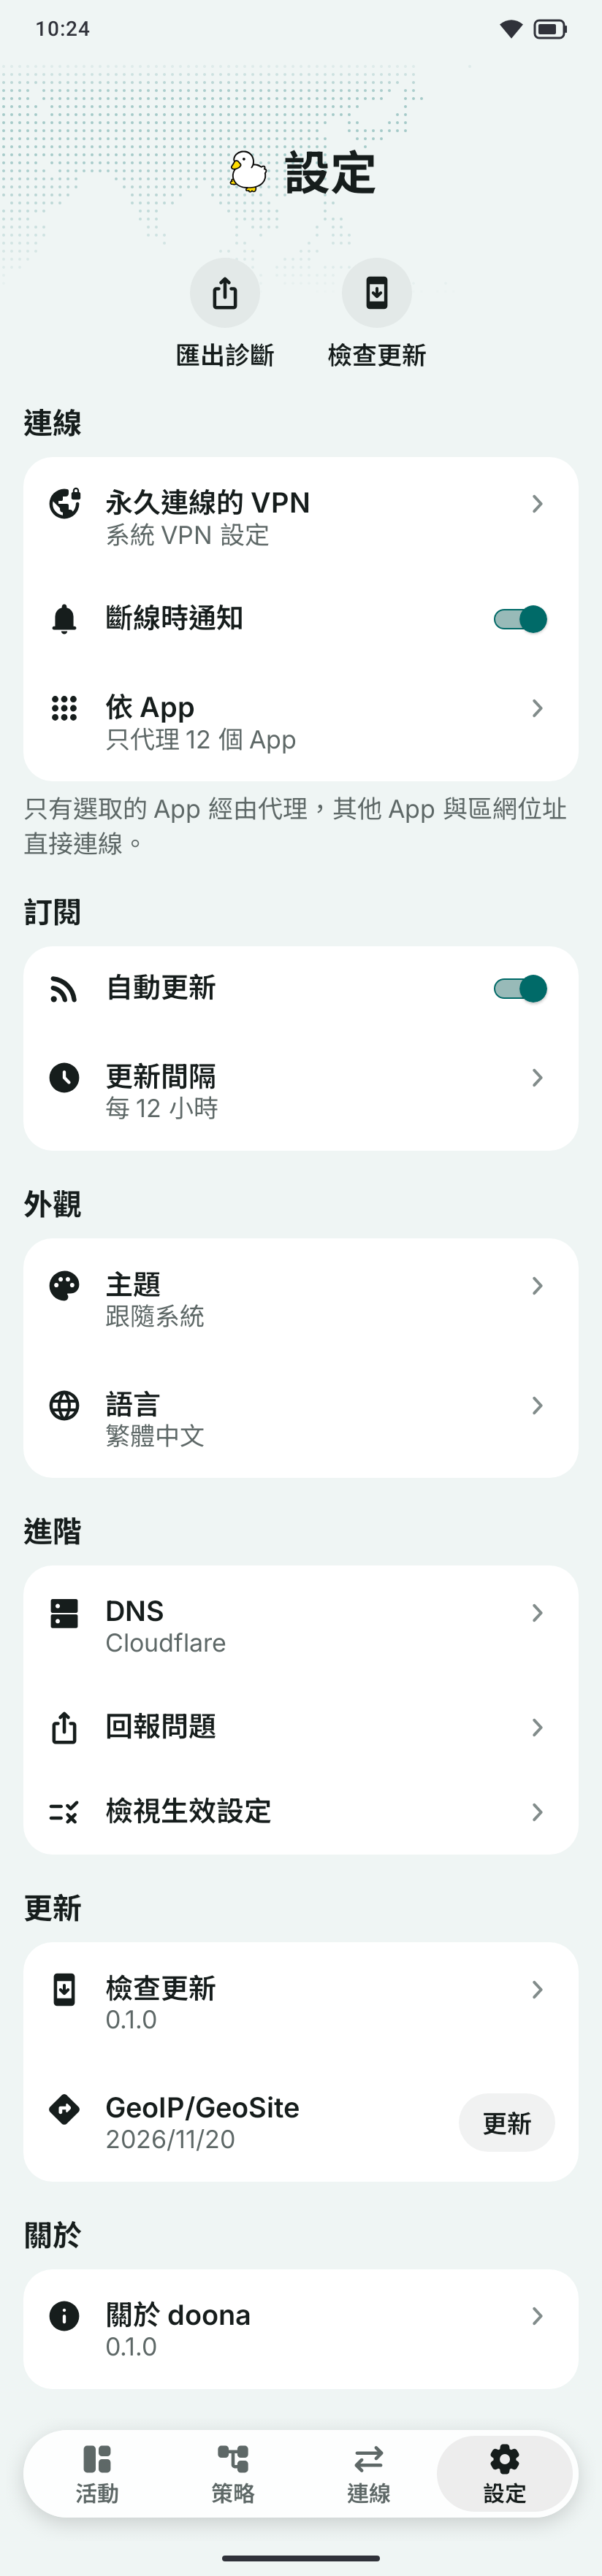 10:24
設定
匯出診斷
檢查更新
連線
永久連線的 VPN
系統 VPN 設定
斷線時通知
依 App
只代理 12 個 App
只有選取的 App 經由代理，其他 App 與區網位址
直接連線。
訂閱
自動更新
更新間隔
每 12 小時
外觀
主題
跟隨系統
語言
繁體中文
進階
DNS
Cloudflare
回報問題
檢視生效設定
更新
檢查更新
0.1.0
GeoIP/GeoSite
2026/11/20
更新
關於
關於 doona
0.1.0
活動
策略
連線
設定